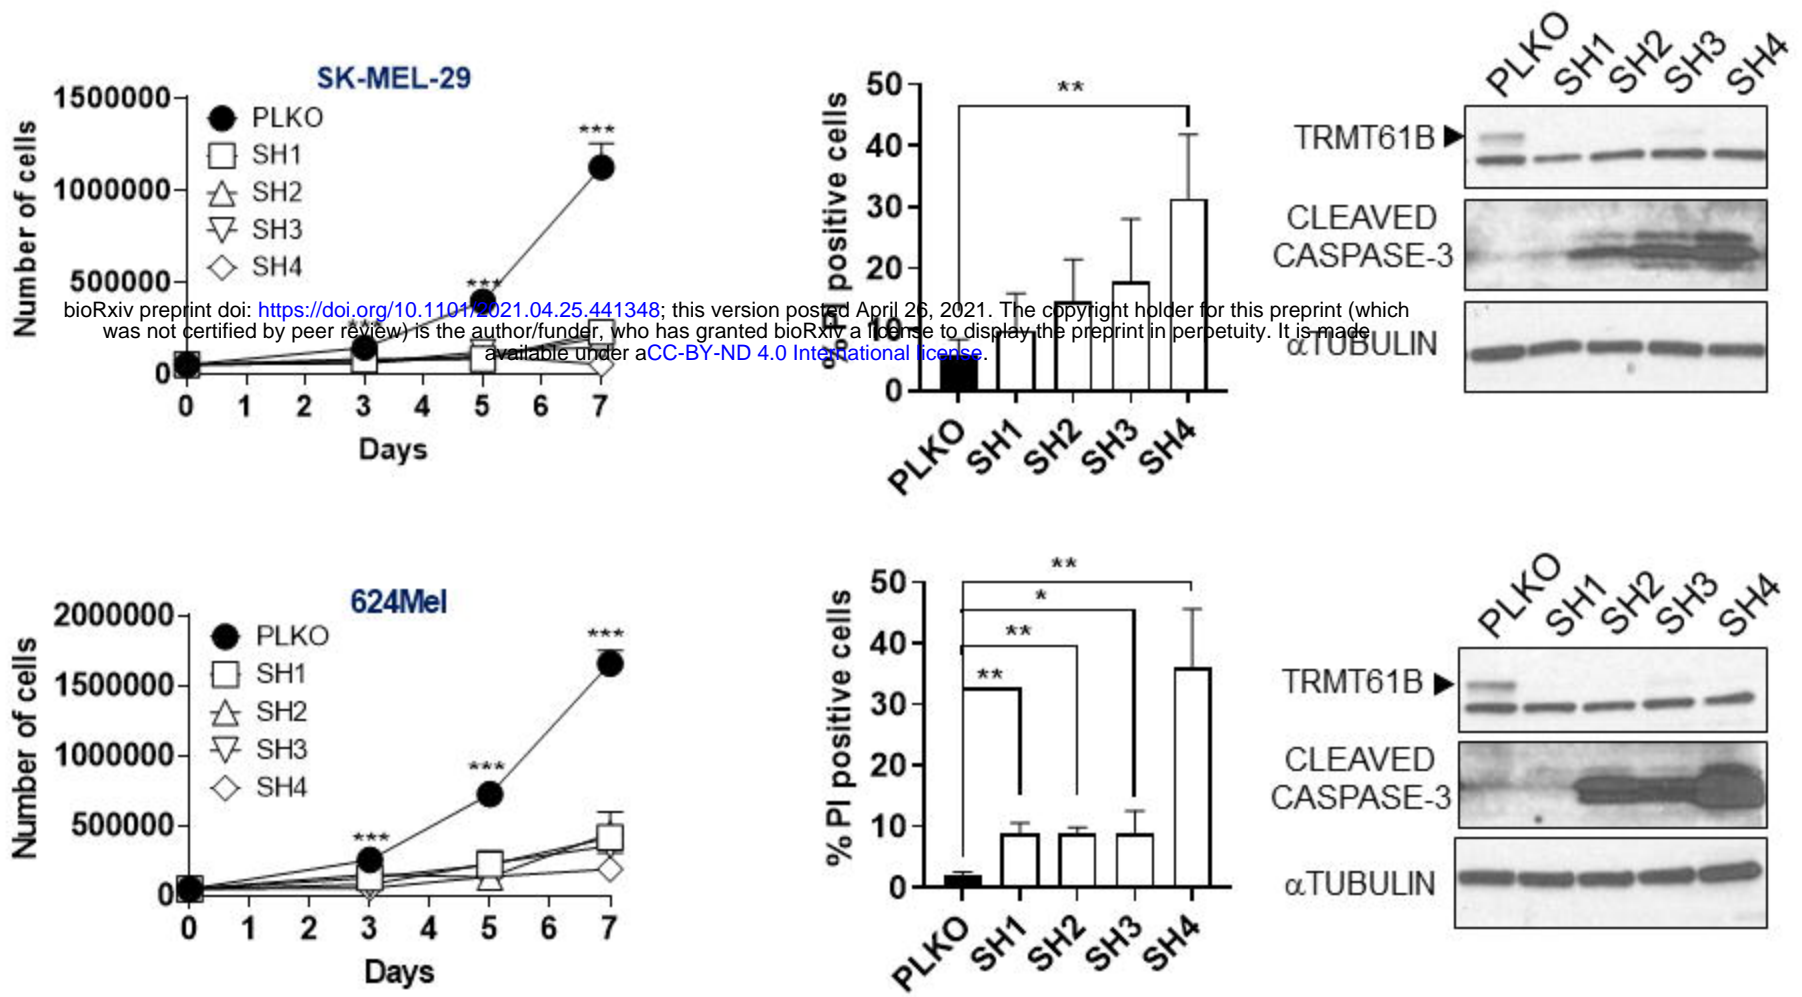 SK-MEL-29
Number of cells
1500000
1000000
500000
0
PLKO
SH1
SH2
SH3
SH4
***
***
***
0 1 2 3 4 5 6 7
Days
% PI positive cells
50
40
30
20
10
0
**
PLKO SH1 SH2 SH3 SH4
PLKO SH1 SH2 SH3 SH4
TRMT61B
CLEAVED
CASPASE-3
αTUBULIN
bioRxiv preprint doi: https://doi.org/10.1101/2021.04.25.441348; this version posted April 26, 2021. The copyright holder for this preprint (which
was not certified by peer review) is the author/funder, who has granted bioRxiv a license to display the preprint in perpetuity. It is made
available under aCC-BY-ND 4.0 International license.
624Mel
Number of cells
2000000
1500000
1000000
500000
0
PLKO
SH1
SH2
SH3
SH4
***
***
***
0 1 2 3 4 5 6 7
Days
% PI positive cells
50
40
30
20
10
0
**
*
**
**
PLKO SH1 SH2 SH3 SH4
PLKO SH1 SH2 SH3 SH4
TRMT61B
CLEAVED
CASPASE-3
αTUBULIN